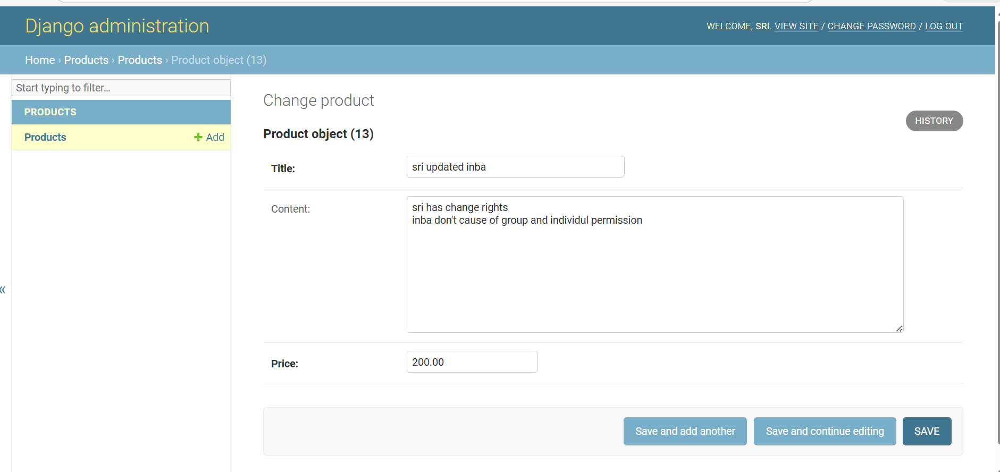 Django administration
WELCOME, SRI. VIEW SITE / CHANGE PASSWORD / LOG OUT
Home › Products › Products › Product object (13)
Start typing to filter...
PRODUCTS
Products + Add
«
Change product
HISTORY
Product object (13)
Title: sri updated inba
Content: sri has change rights
inba don't cause of group and individul permission
Price: 200.00
Save and add another Save and continue editing SAVE